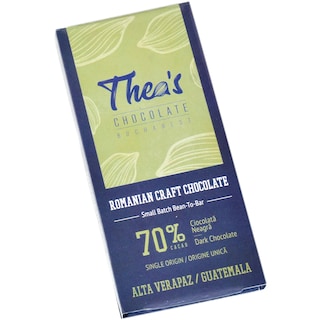 Thea's
CHOCOLATE
BUCHAREST
ROMANIAN CRAFT CHOCOLATE
Small Batch Bean-To-Bar
70%
CACAO
Ciocolată
Neagră
Dark Chocolate
SINGLE ORIGIN / ORIGINE UNICĂ
ALTA VERAPAZ / GUATEMALA